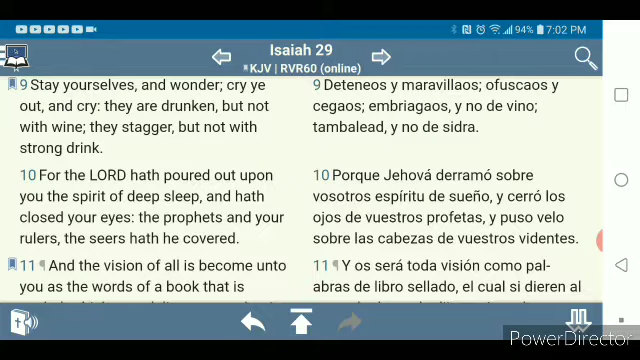 94% 7:02 PM
Isaiah 29
KJV | RVR60 (online)
9 Stay yourselves, and wonder; cry ye
out, and cry: they are drunken, but not
with wine; they stagger, but not with
strong drink.
10 For the LORD hath poured out upon
you the spirit of deep sleep, and hath
closed your eyes: the prophets and your
rulers, the seers hath he covered.
11 ¶ And the vision of all is become unto
you as the words of a book that is
9 Deteneos y maravillaos; ofuscaos y
cegaos; embriagaos, y no de vino;
tambalead, y no de sidra.
10 Porque Jehová derramó sobre
vosotros espíritu de sueño, y cerró los
ojos de vuestros profetas, y puso velo
sobre las cabezas de vuestros videntes.
11 ¶ Y os será toda visión como pal-
abras de libro sellado, el cual si dieren al
PowerDirector